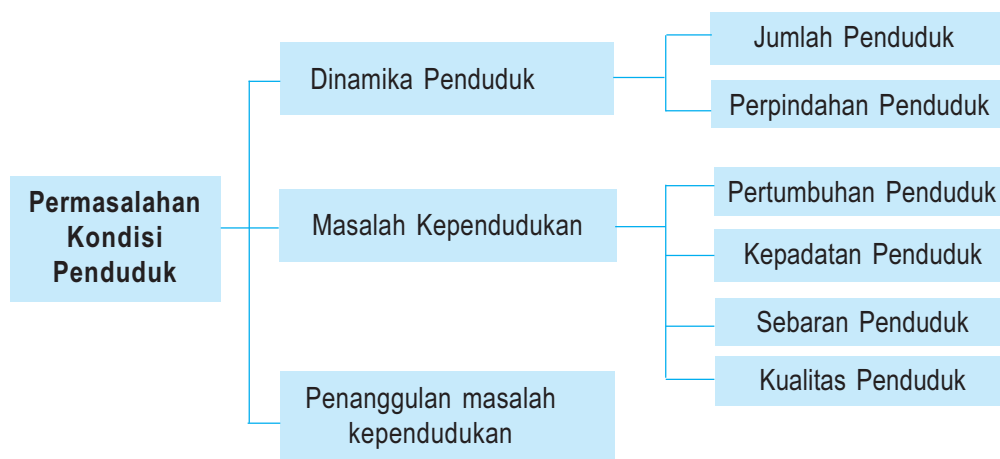 Permasalahan
Kondisi
Penduduk
Dinamika Penduduk
Jumlah Penduduk
Perpindahan Penduduk
Masalah Kependudukan
Pertumbuhan Penduduk
Kepadatan Penduduk
Sebaran Penduduk
Kualitas Penduduk
Penanggulan masalah
kependudukan